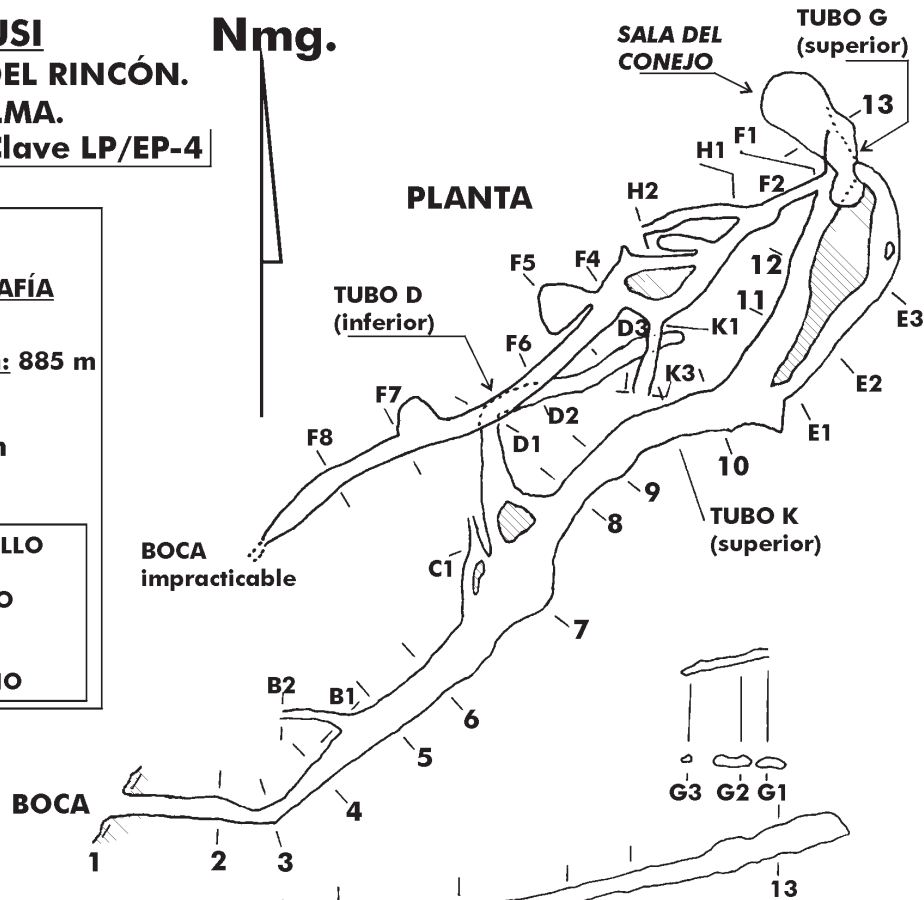 USI
DEL RINCÓN.
LMA.
Clave LP/EP-4
Nmg.
AFÍA
: 885 m
LLO
O
IO
PLANTA
SALA DEL
CONEJO
TUBO G
(superior)
13
F1
H1
F2
H2
F5
F4
12
11
E3
TUBO D
(inferior)
D3
K1
F6
K3
E2
F7
D2
E1
F8
D1
10
9
8
TUBO K
(superior)
BOCA
impracticable
C1
7
B2
B1
6
5
4
BOCA
1
2
3
G3
G2
G1
13